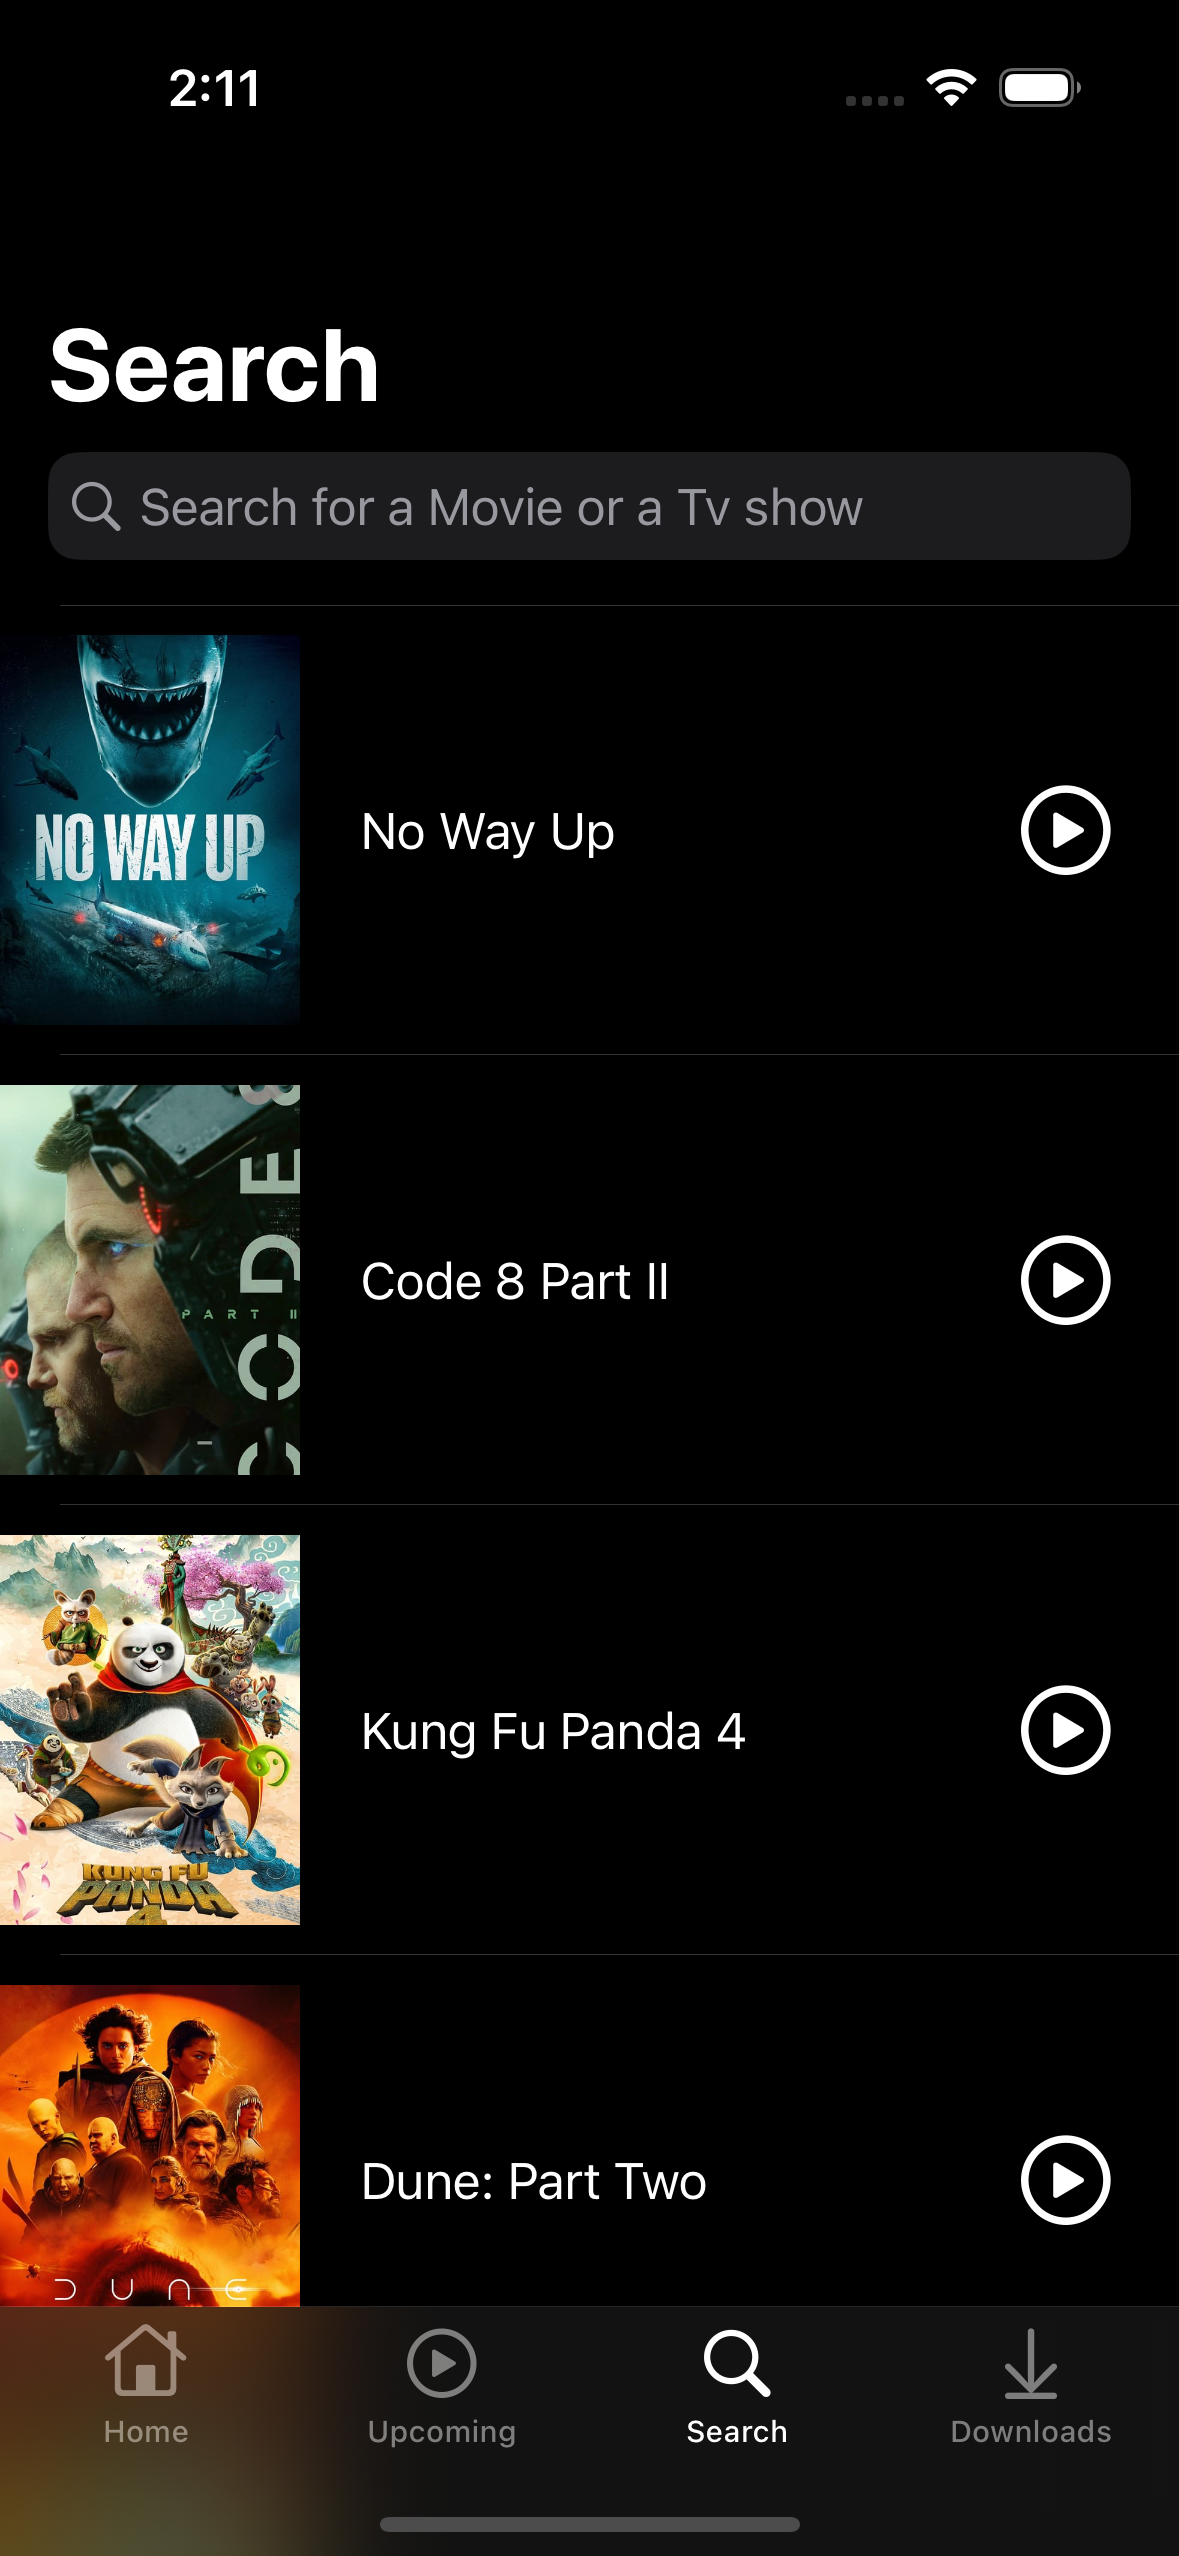 2:11
Search
Search for a Movie or a Tv show
NO WAY UP
No Way Up
CODE 8
PART II
Code 8 Part II
KUNG FU
PANDA
4
Kung Fu Panda 4
DUNE
Dune: Part Two
Home
Upcoming
Search
Downloads